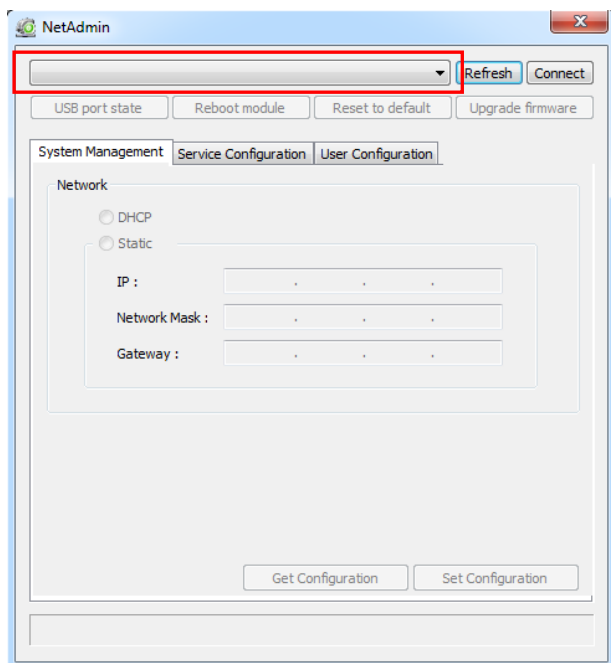 NetAdmin
Refresh Connect
USB port state Reboot module Reset to default Upgrade firmware
System Management Service Configuration User Configuration
Network
DHCP
Static
IP : . . .
Network Mask : . . .
Gateway : . . .
Get Configuration Set Configuration